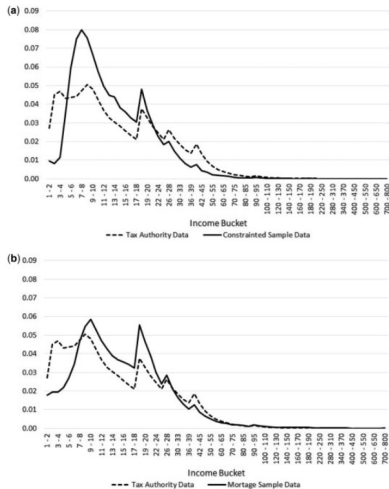 (a)
0.09
0.08
0.07
0.06
0.05
0.04
0.03
0.02
0.01
0
1 - 2
3 - 4
5 - 6
7 - 8
9 - 10
11 - 12
13 - 14
15 - 16
17 - 18
19 - 20
22 - 24
26 - 28
30 - 33
36 - 39
42 - 45
50 - 55
60 - 65
70 - 75
80 - 85
90 - 95
100 - 110
120 - 130
140 - 150
160 - 170
180 - 190
220 - 250
310 - 340
370 - 410
450 - 500
550 - 600
700 - 800
Income Bucket
Tax Authority Data Constrainted Sample Data
(b)
0.09
0.08
0.07
0.06
0.05
0.04
0.03
0.02
0.01
0
1 - 2
3 - 4
5 - 6
7 - 8
9 - 10
11 - 12
13 - 14
15 - 16
17 - 18
19 - 20
22 - 24
26 - 28
30 - 33
36 - 39
42 - 45
50 - 55
60 - 65
70 - 75
80 - 85
90 - 95
100 - 110
120 - 130
140 - 150
160 - 170
180 - 190
220 - 250
310 - 340
370 - 410
450 - 500
550 - 600
700 - 800
Income Bucket
Tax Authority Data Mortage Sample Data